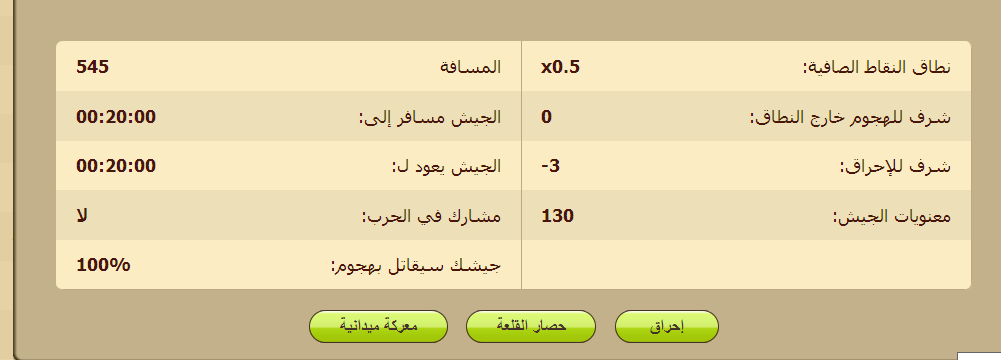 نطاق النقاط الصافية: x0.5
المسافة 545
شرف للهجوم خارج النطاق: 0
الجيش مسافر إلى: 00:20:00
شرف للإحراق: -3
الجيش يعود ل: 00:20:00
معنويات الجيش: 130
مشارك في الحرب: لا
جيشك سيقاتل بهجوم: 100%
إحراق
حصار القلعة
معركة ميدانية